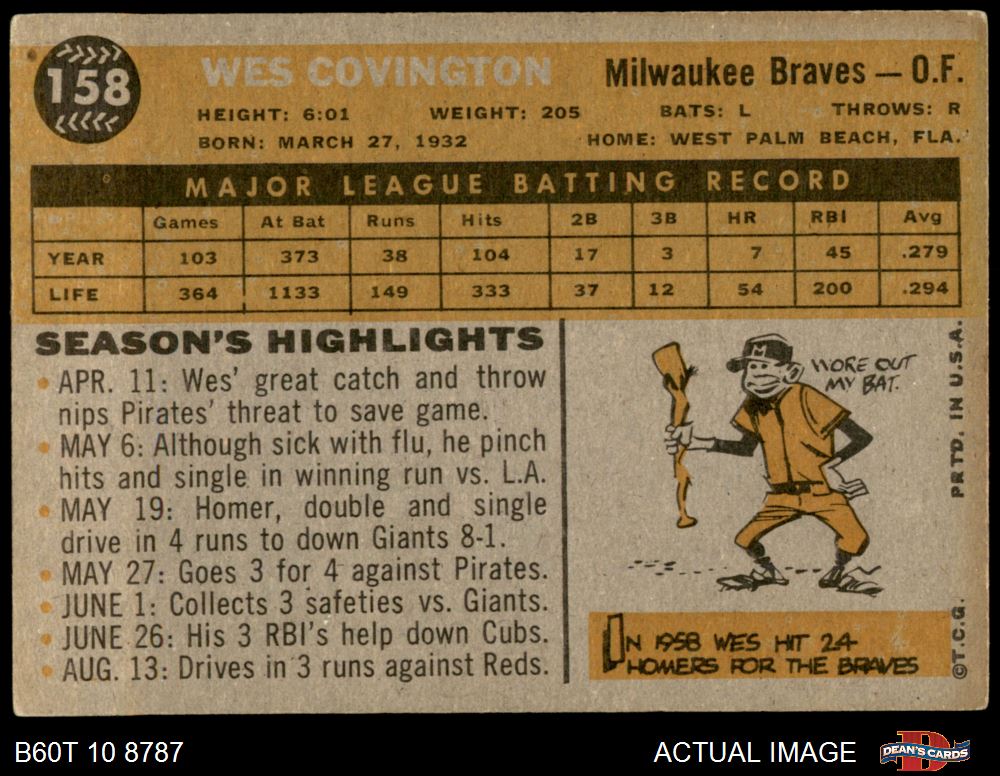 158
WES COVINGTON
Milwaukee Braves — O.F.
HEIGHT: 6:01 WEIGHT: 205 BATS: L THROWS: R
BORN: MARCH 27, 1932 HOME: WEST PALM BEACH, FLA.
MAJOR LEAGUE BATTING RECORD
Games At Bat Runs Hits 2B 3B HR RBI Avg
YEAR 103 373 38 104 17 3 7 45 .279
LIFE 364 1133 149 333 37 12 54 200 .294
SEASON'S HIGHLIGHTS
• APR. 11: Wes' great catch and throw
nips Pirates' threat to save game.
• MAY 6: Although sick with flu, he pinch
hits and single in winning run vs. L.A.
• MAY 19: Homer, double and single
drive in 4 runs to down Giants 8-1.
• MAY 27: Goes 3 for 4 against Pirates.
• JUNE 1: Collects 3 safeties vs. Giants.
• JUNE 26: His 3 RBI's help down Cubs.
• AUG. 13: Drives in 3 runs against Reds.
M
WORE OUT
MY BAT.
IN 1958 WES HIT 24
HOMERS FOR THE BRAVES
©T.C.G. PRTD. IN U.S.A.
B60T 10 8787
ACTUAL IMAGE
D
DEAN'S CARDS